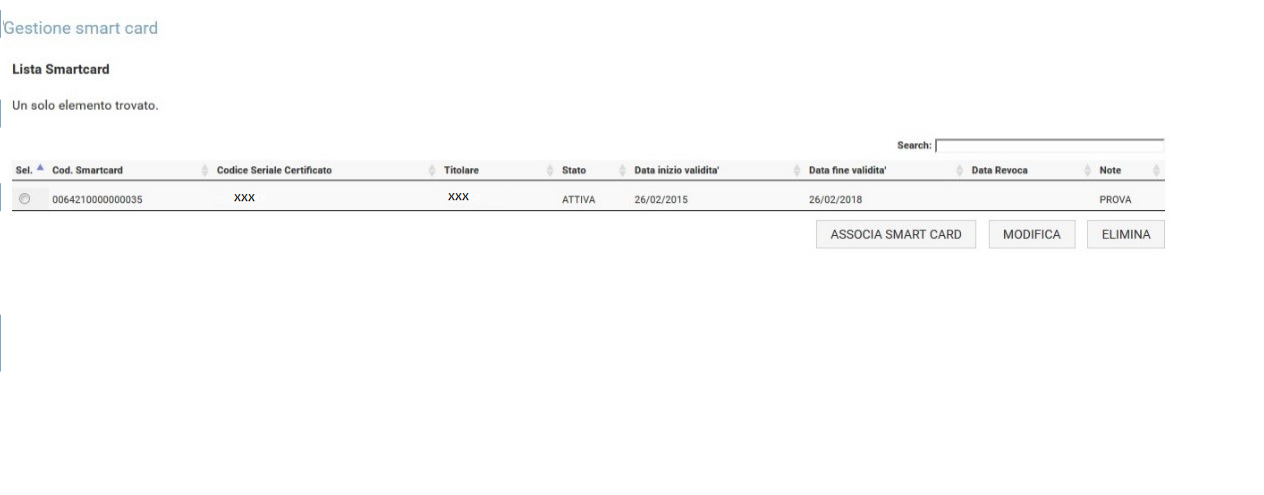 Gestione smart card
Lista Smartcard
Un solo elemento trovato.
Search:
Sel. Cod. Smartcard Codice Seriale Certificato Titolare Stato Data inizio validita' Data fine validita' Data Revoca Note
0064210000000035 XXX XXX ATTIVA 26/02/2015 26/02/2018 PROVA
ASSOCIA SMART CARD MODIFICA ELIMINA